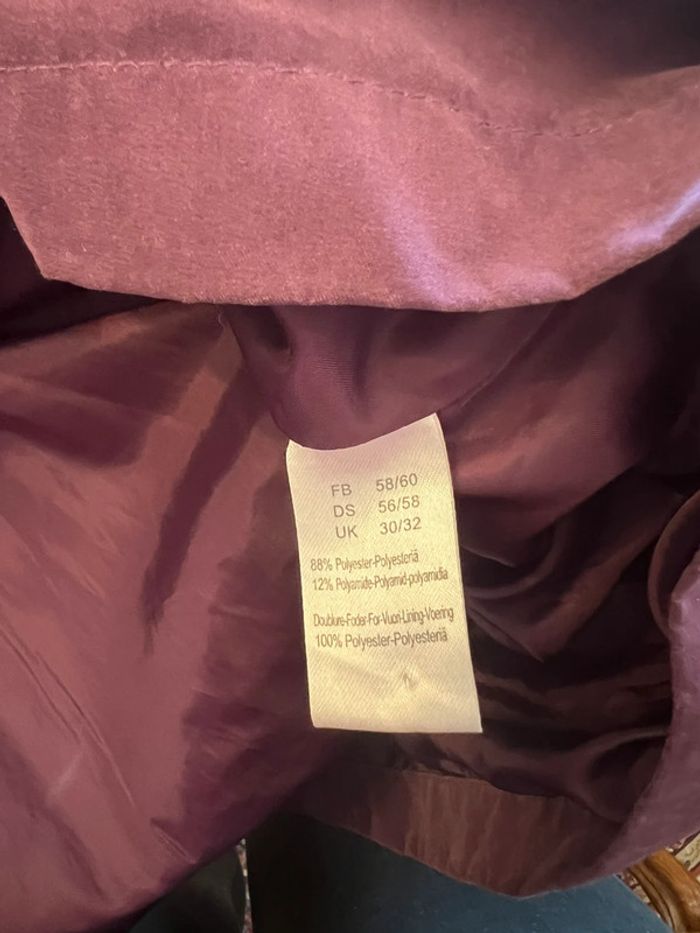 FB 58/60
DS 56/58
UK 30/32
88% Polyester-Polyesteriä
12% Polyamide-Polyamid-polyamidia
Doublure-Foder-For-Vuori-Lining-Voering
100% Polyester-Polyesteriä